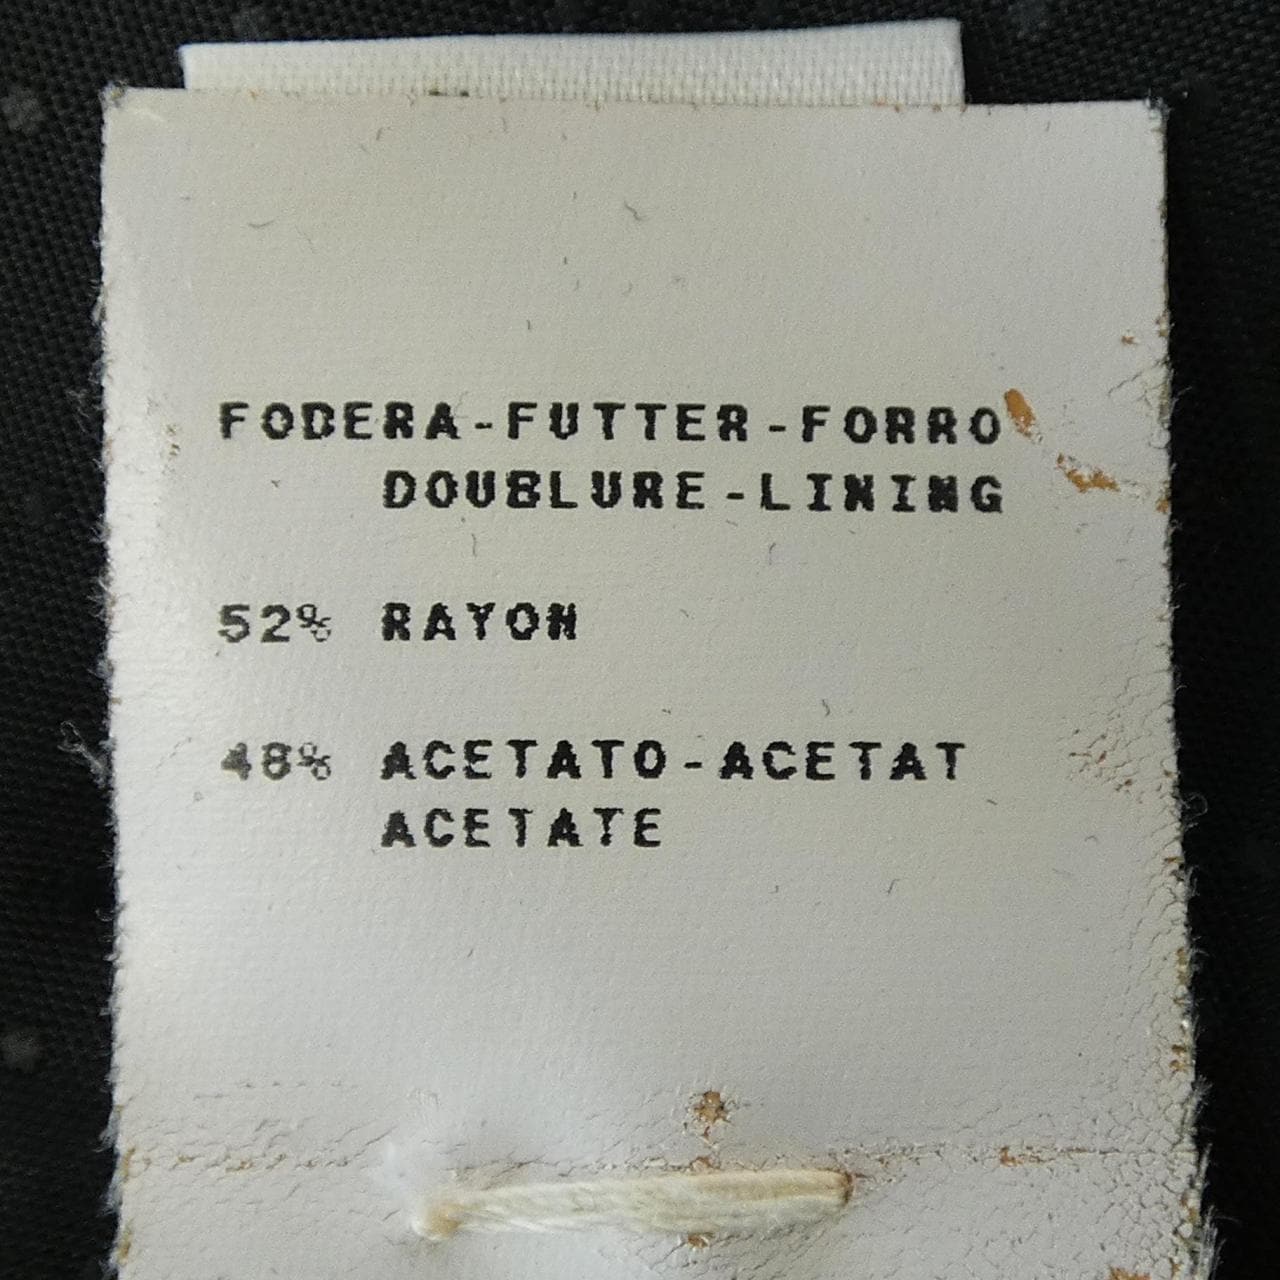 FODERA-FUTTER-FORRO
DOUBLURE-LINING
52% RAYON
48% ACETATO-ACETAT
ACETATE